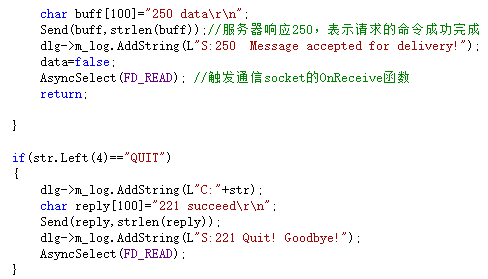 char buff[100]="250 data\r\n";
Send(buff,strlen(buff));//服务器响应250，表示请求的命令成功完成
dlg->m_log.AddString(L"S:250  Message accepted for delivery!");
data=false;
AsyncSelect(FD_READ); //触发通信socket的OnReceive函数
return;
}
if(str.Left(4)=="QUIT")
{
dlg->m_log.AddString(L"C:"+str);
char reply[100]="221 succeed\r\n";
Send(reply,strlen(reply));
dlg->m_log.AddString(L"S:221 Quit! Goodbye!");
AsyncSelect(FD_READ);
}